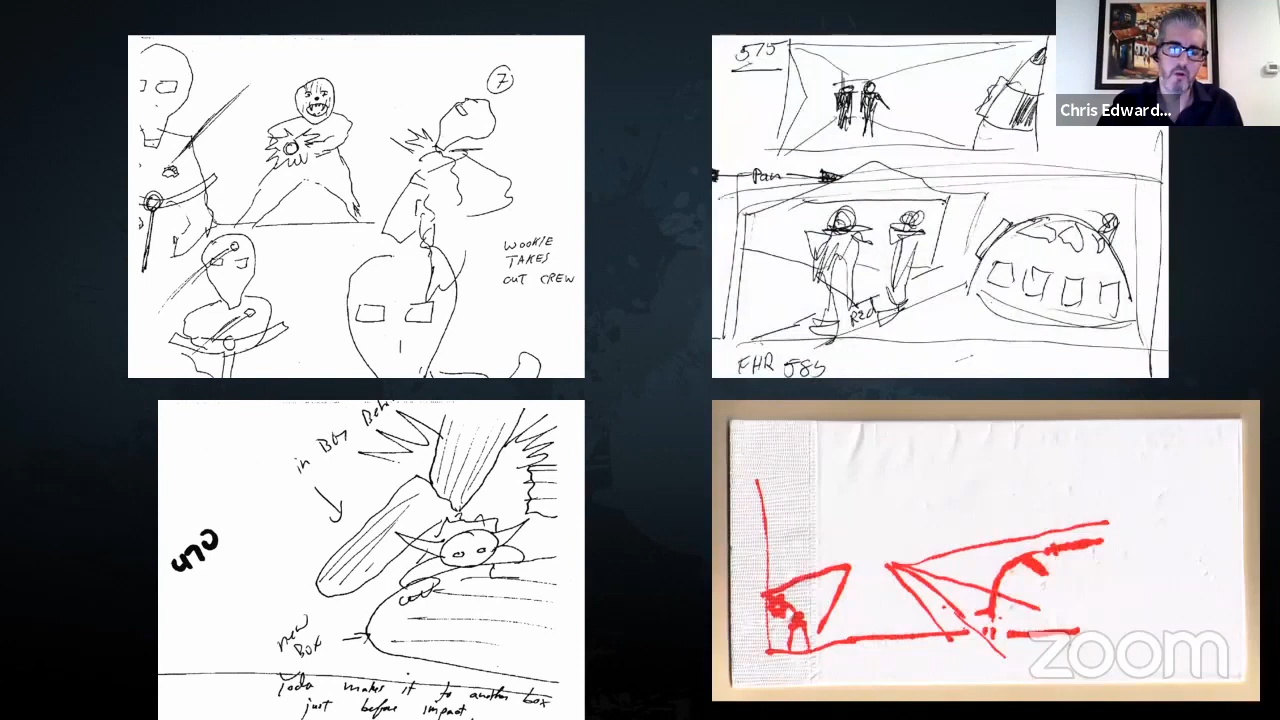 7
WOOKIE
TAKES
OUT CREW
575
Pan
Red
FHR 585
Chris Edward...
in Box
470
new
Box
Yoda makes it to another box
just before impact
zoom